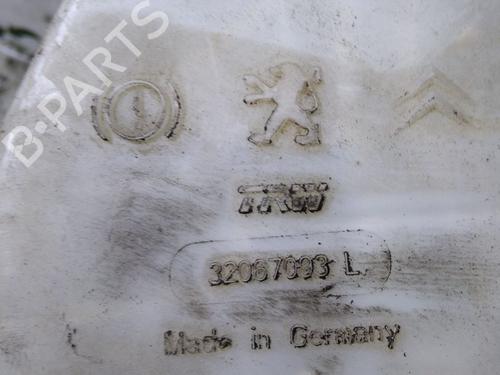 B-PARTS
TRW
32067093 L
Made in Germany